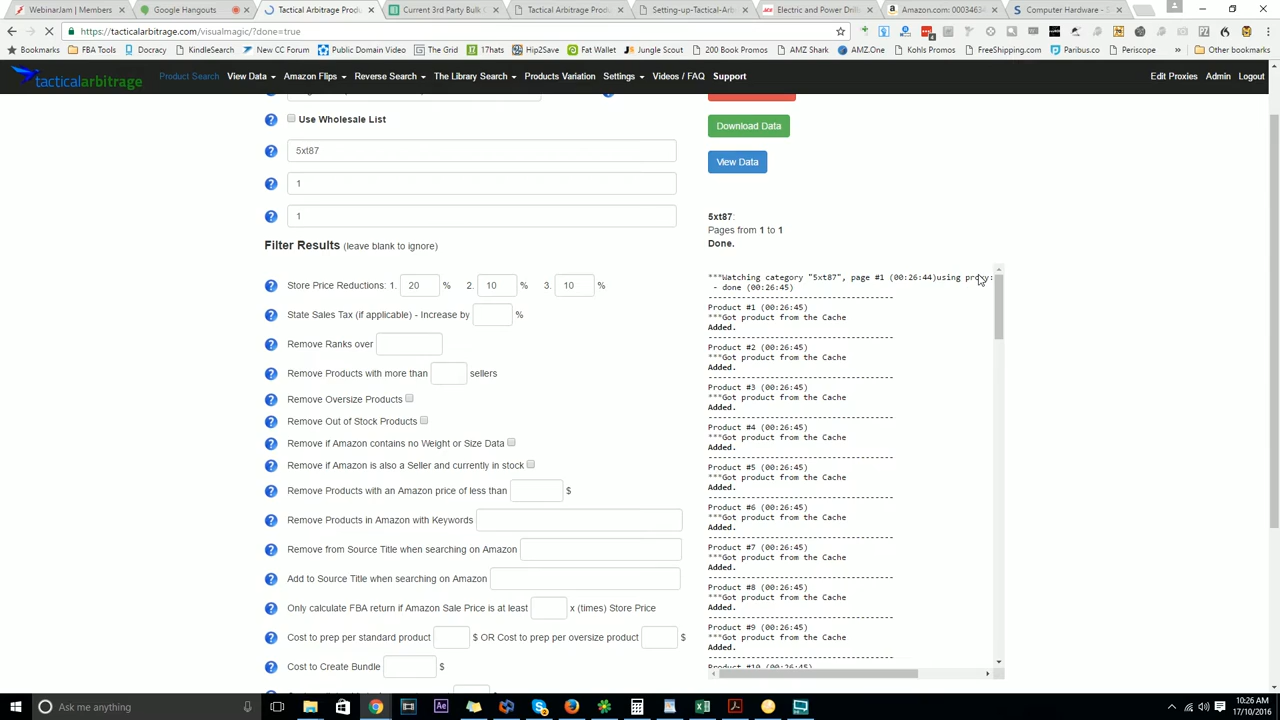 WebinarJam | Members
Google Hangouts
Tactical Arbitrage Produ
Current 3rd Party Bulk C
Tactical Arbitrage Produ
Setting-up-Tactical-Arb
Electric and Power Drill
Amazon.com: 00034634
Computer Hardware - S
https://tacticalarbitrage.com/visualmagic/?done=true
Bookmarks
FBA Tools
Docracy
KindleSearch
New CC Forum
Public Domain Video
The Grid
17hats
Hip2Save
Fat Wallet
Jungle Scout
200 Book Promos
AMZ Shark
AMZ.One
Kohls Promos
FreeShipping.com
Paribus.co
Periscope
Other bookmarks
tacticalarbitrage
Product Search
View Data
Amazon Flips
Reverse Search
The Library Search
Products Variation
Settings
Videos / FAQ
Support
Edit Proxies
Admin
Logout
Use Wholesale List
5xt87
1
1
Filter Results (leave blank to ignore)
Store Price Reductions: 1. 20 % 2. 10 % 3. 10 %
State Sales Tax (if applicable) - Increase by %
Remove Ranks over
Remove Products with more than sellers
Remove Oversize Products
Remove Out of Stock Products
Remove if Amazon contains no Weight or Size Data
Remove if Amazon is also a Seller and currently in stock
Remove Products with an Amazon price of less than $
Remove Products in Amazon with Keywords
Remove from Source Title when searching on Amazon
Add to Source Title when searching on Amazon
Only calculate FBA return if Amazon Sale Price is at least x (times) Store Price
Cost to prep per standard product $ OR Cost to prep per oversize product $
Cost to Create Bundle $
Download Data
View Data
5xt87:
Pages from 1 to 1
Done.
***Watching category "5xt87", page #1 (00:26:44)using proxy:
- done (00:26:45)
--------------------------------------
Product #1 (00:26:45)
***Got product from the Cache
Added.
--------------------------------------
Product #2 (00:26:45)
***Got product from the Cache
Added.
--------------------------------------
Product #3 (00:26:45)
***Got product from the Cache
Added.
--------------------------------------
Product #4 (00:26:45)
***Got product from the Cache
Added.
--------------------------------------
Product #5 (00:26:45)
***Got product from the Cache
Added.
--------------------------------------
Product #6 (00:26:45)
***Got product from the Cache
Added.
--------------------------------------
Product #7 (00:26:45)
***Got product from the Cache
Added.
--------------------------------------
Product #8 (00:26:45)
***Got product from the Cache
Added.
--------------------------------------
Product #9 (00:26:45)
***Got product from the Cache
Added.
--------------------------------------
Product #10 (00:26:45)
Ask me anything
10:26 AM
17/10/2016